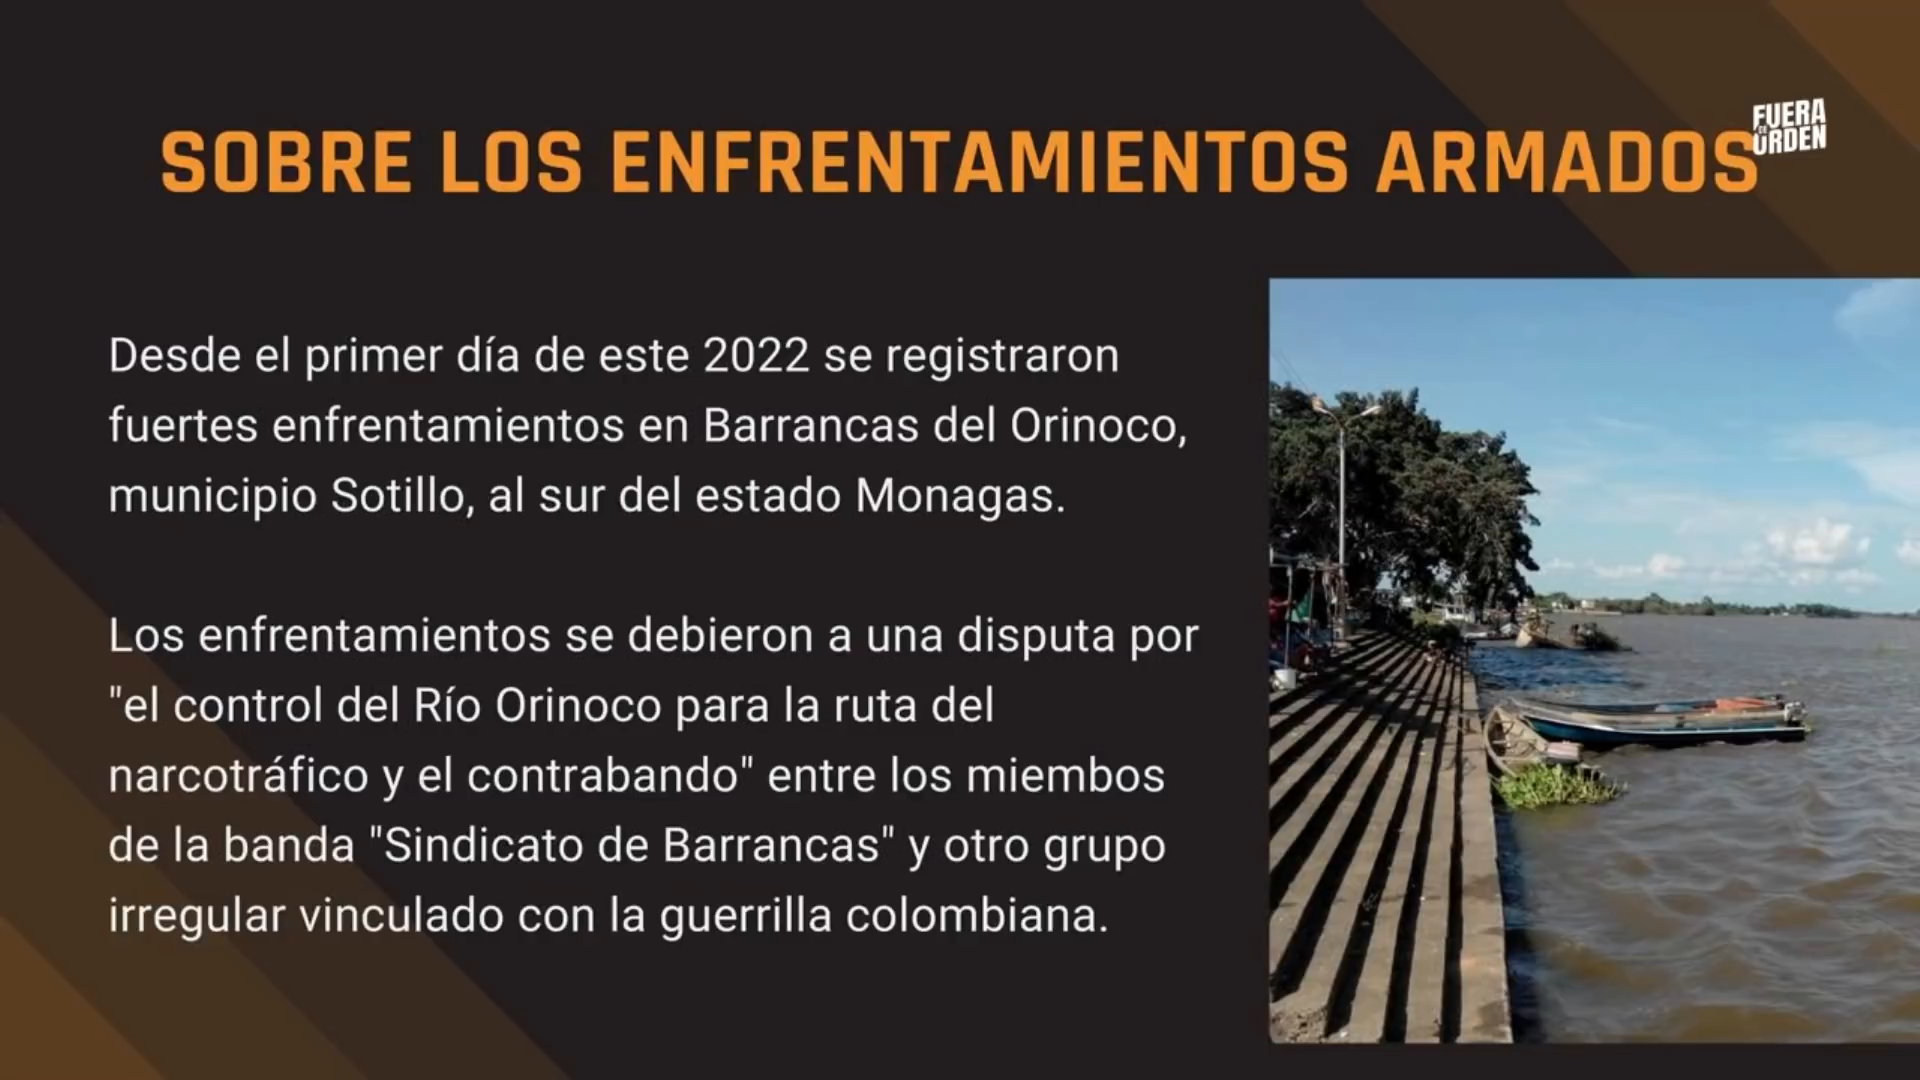 SOBRE LOS ENFRENTAMIENTOS ARMADOS
FUERA
DE
ORDEN
Desde el primer día de este 2022 se registraron
fuertes enfrentamientos en Barrancas del Orinoco,
municipio Sotillo, al sur del estado Monagas.
Los enfrentamientos se debieron a una disputa por
"el control del Río Orinoco para la ruta del
narcotráfico y el contrabando" entre los miembos
de la banda "Sindicato de Barrancas" y otro grupo
irregular vinculado con la guerrilla colombiana.